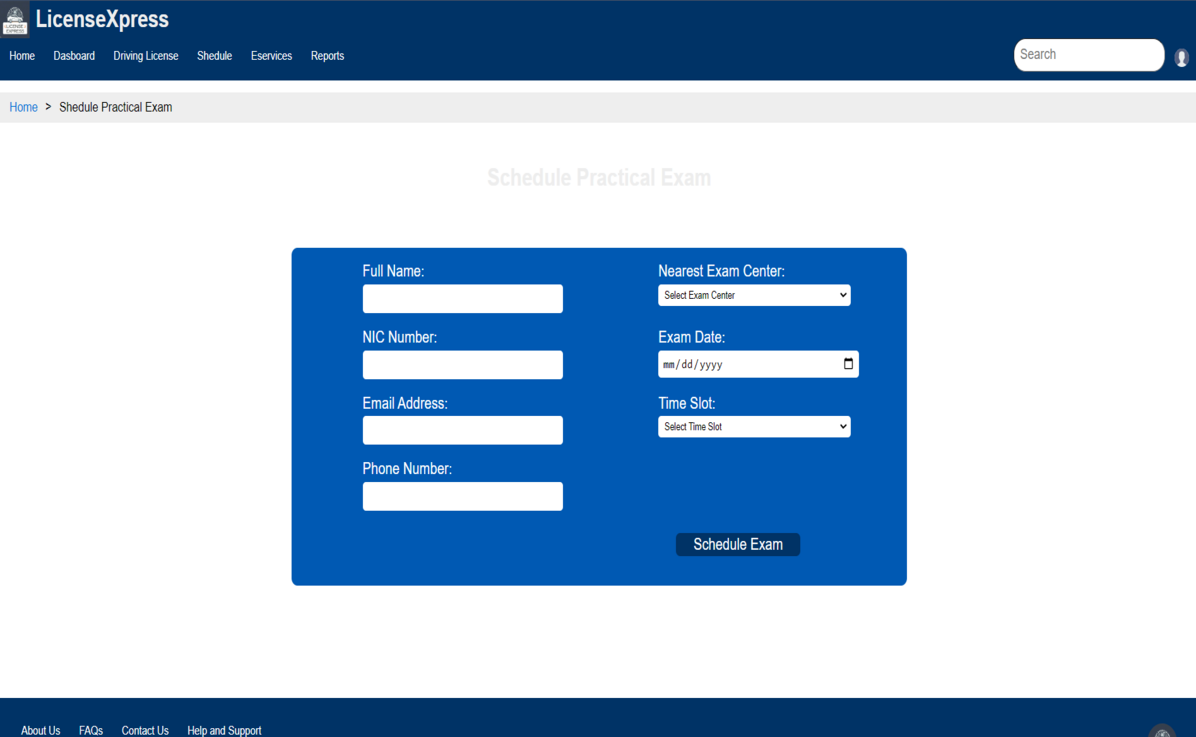 LICENSE
EXPRESS
LicenseXpress
Home Dasboard Driving License Shedule Eservices Reports
Search
Home > Shedule Practical Exam
Schedule Practical Exam
Full Name:
Nearest Exam Center:
Select Exam Center
NIC Number:
Exam Date:
mm/dd/yyyy
Email Address:
Time Slot:
Select Time Slot
Phone Number:
Schedule Exam
About Us FAQs Contact Us Help and Support